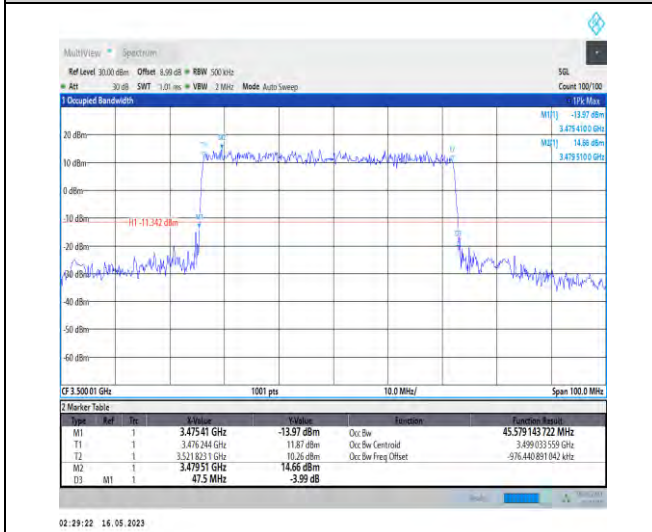 MultiView Spectrum
Ref Level 30.00 dBm Offset 8.99 dB RBW 500 kHz SGL
Att 30 dB SWT 1.01 ms VBW 2 MHz Mode Auto Sweep Count 100/100
1 Occupied Bandwidth 1Pk Max
M1[1] -13.97 dBm
3.475 4100 GHz
M2[1] 14.66 dBm
3.479 5100 GHz
20 dBm
10 dBm
0 dBm
-10 dBm
H1 -11.342 dBm
-20 dBm
-30 dBm
-40 dBm
-50 dBm
-60 dBm
CF 3.500 01 GHz 1001 pts 10.0 MHz/ Span 100.0 MHz
2 Marker Table
Type Ref Trc X-Value Y-Value Function Function Result
M1 1 3.475 41 GHz -13.97 dBm Occ Bw 45.579 143 722 MHz
T1 1 3.476 244 GHz 11.87 dBm Occ Bw Centroid 3.499 033 559 GHz
T2 1 3.521 823 1 GHz 10.26 dBm Occ Bw Freq Offset -976.440 891 042 kHz
M2 1 3.479 51 GHz 14.66 dBm
D3 M1 1 47.5 MHz -3.99 dB
02:29:22 16.05.2023